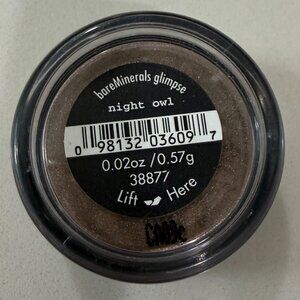 bareMinerals glimpse
night owl
0 98132 03609 7
0.02oz /0.57g
38877
Lift Here